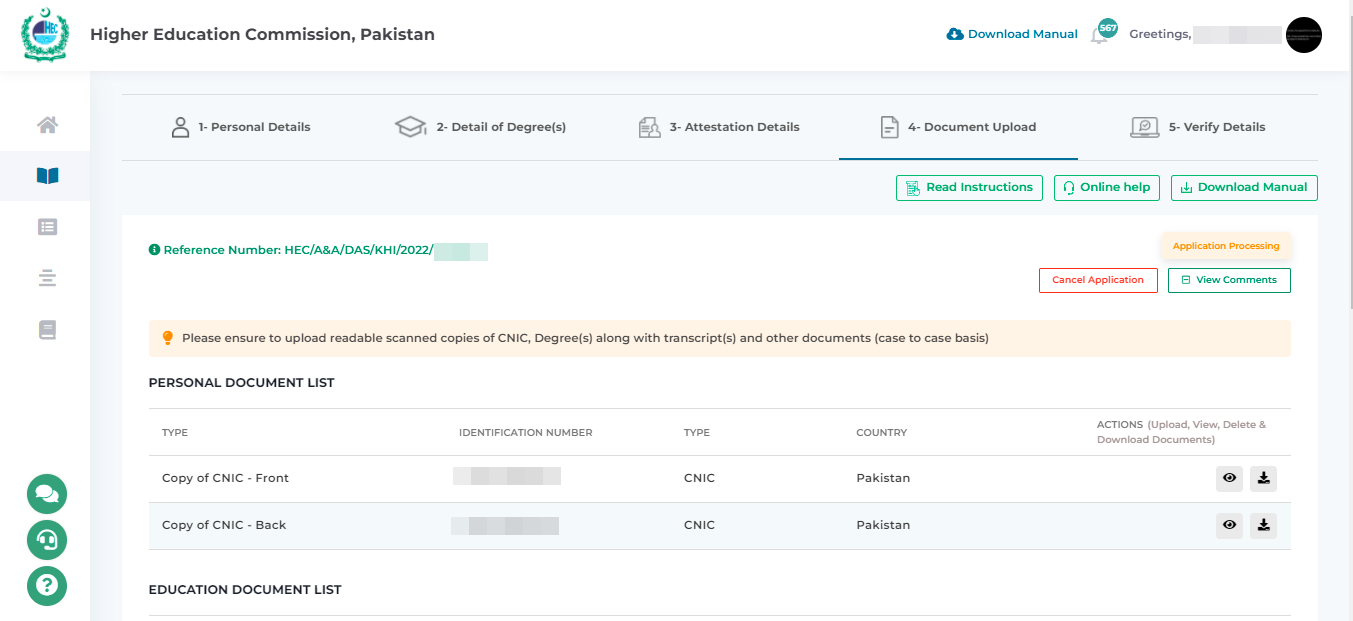 HEC
Higher Education Commission, Pakistan
Download Manual
567
Greetings,
1- Personal Details
2- Detail of Degree(s)
3- Attestation Details
4- Document Upload
5- Verify Details
Read Instructions
Online help
Download Manual
Reference Number: HEC/A&A/DAS/KHI/2022/
Application Processing
Cancel Application
View Comments
Please ensure to upload readable scanned copies of CNIC, Degree(s) along with transcript(s) and other documents (case to case basis)
PERSONAL DOCUMENT LIST
TYPE IDENTIFICATION NUMBER TYPE COUNTRY ACTIONS (Upload, View, Delete &
Download Documents)
Copy of CNIC - Front CNIC Pakistan
Copy of CNIC - Back CNIC Pakistan
EDUCATION DOCUMENT LIST